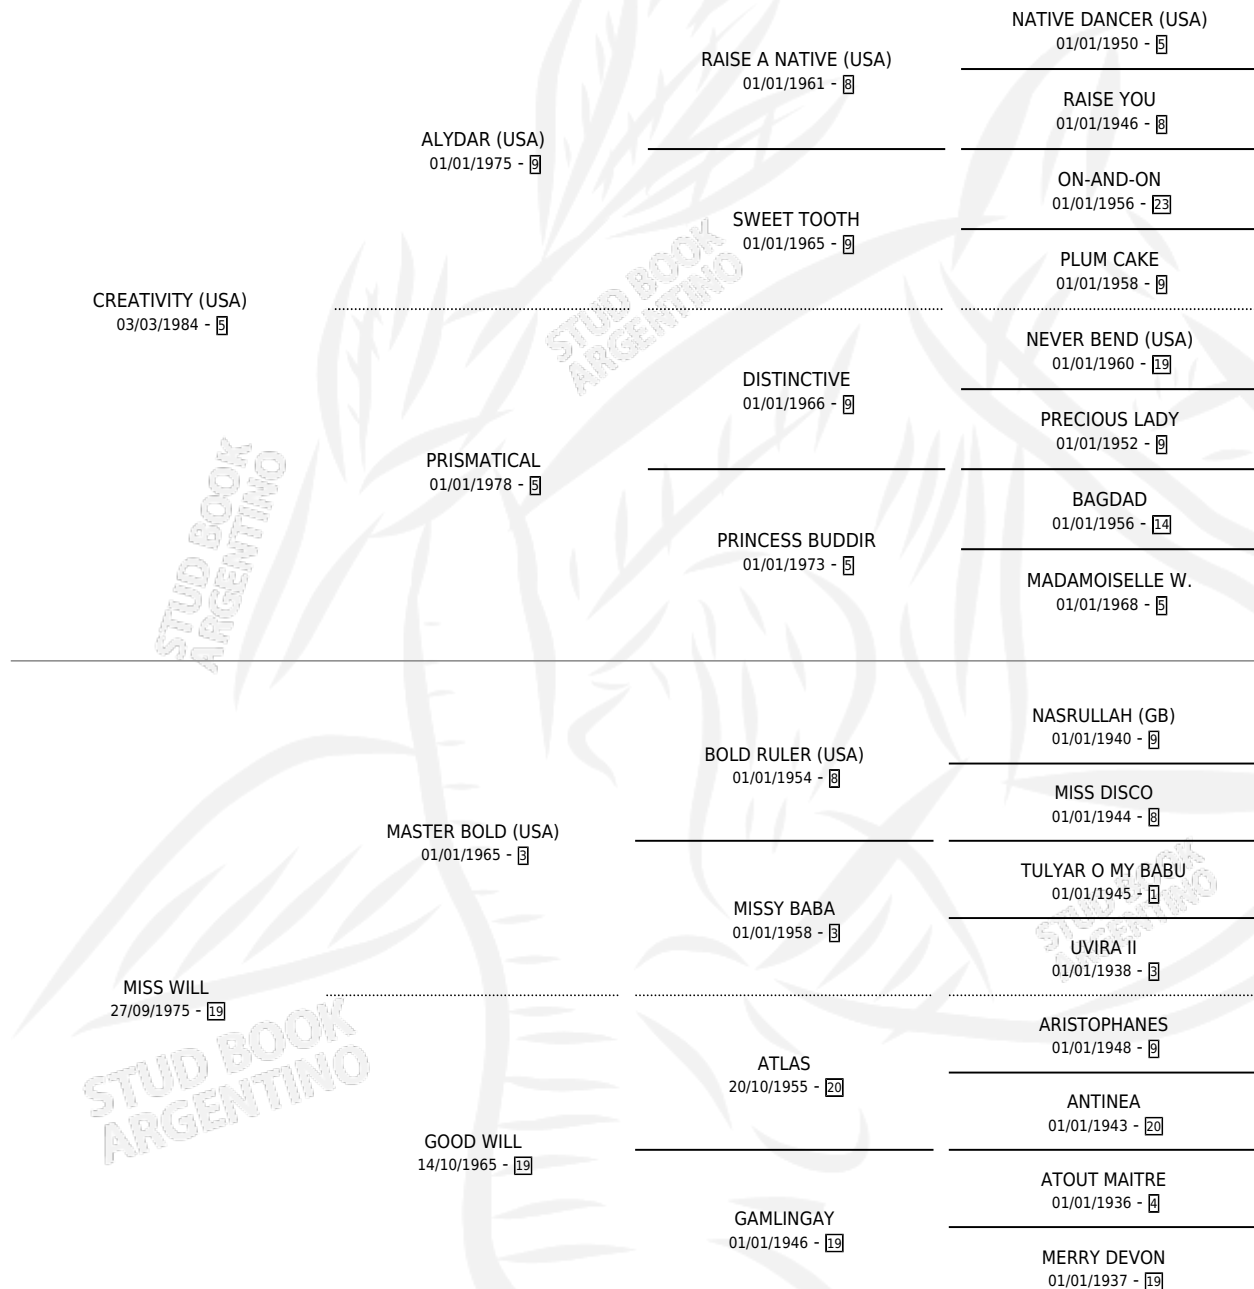 NATIVE DANCER (USA)
01/01/1950 - 5
RAISE A NATIVE (USA)
01/01/1961 - 8
RAISE YOU
01/01/1946 - 8
ALYDAR (USA)
01/01/1975 - 9
ON-AND-ON
01/01/1956 - 23
SWEET TOOTH
01/01/1965 - 9
PLUM CAKE
01/01/1958 - 9
CREATIVITY (USA)
03/03/1984 - 5
NEVER BEND (USA)
01/01/1960 - 19
DISTINCTIVE
01/01/1966 - 9
PRECIOUS LADY
01/01/1952 - 9
PRISMATICAL
01/01/1978 - 5
BAGDAD
01/01/1956 - 14
PRINCESS BUDDIR
01/01/1973 - 5
MADAMOISELLE W.
01/01/1968 - 5
NASRULLAH (GB)
01/01/1940 - 9
BOLD RULER (USA)
01/01/1954 - 8
MISS DISCO
01/01/1944 - 8
MASTER BOLD (USA)
01/01/1965 - 3
TULYAR O MY BABU
01/01/1945 - 1
MISSY BABA
01/01/1958 - 3
UVIRA II
01/01/1938 - 3
MISS WILL
27/09/1975 - 19
ARISTOPHANES
01/01/1948 - 9
ATLAS
20/10/1955 - 20
ANTINEA
01/01/1943 - 20
GOOD WILL
14/10/1965 - 19
ATOUT MAITRE
01/01/1936 - 4
GAMLINGAY
01/01/1946 - 19
MERRY DEVON
01/01/1937 - 19
STUD BOOK
ARGENTINO
STUD BOOK
ARGENTINO
STUD BOOK
ARGENTINO
STUD BOOK
ARGENTINO